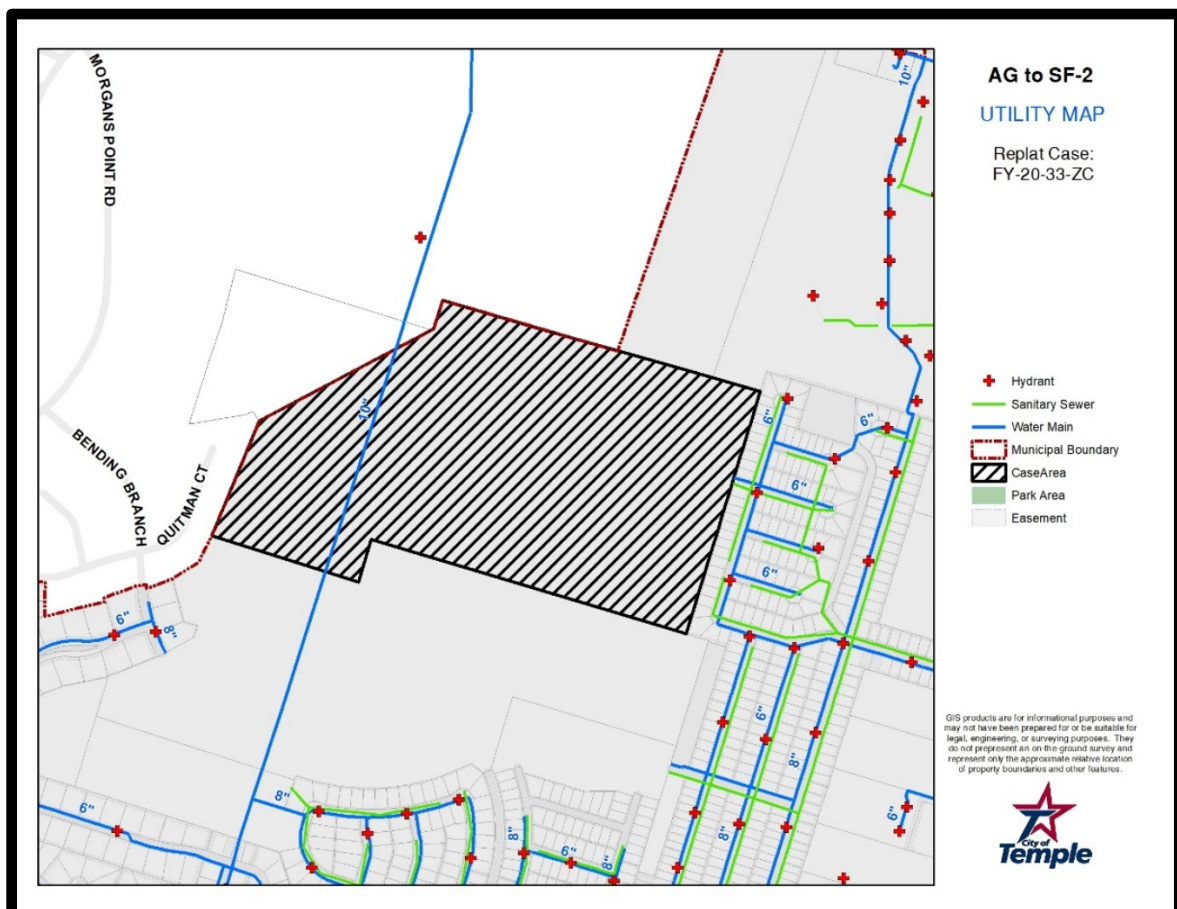 AG to SF-2
UTILITY MAP
Replat Case:
FY-20-33-ZC
MORGANS POINT RD
BENDING BRANCH
QUITMAN CT
10"
10"
6"
6"
6"
6"
6"
8"
6"
8"
8"
6"
8"
8"
6"
8"
8"
6"
6"
Hydrant
Sanitary Sewer
Water Main
Municipal Boundary
CaseArea
Park Area
Easement
GIS products are for informational purposes and
may not have been prepared for or be suitable for
legal, engineering, or surveying purposes. They
do not prepresent an on-the-ground survey and
represent only the approximate relative location
of property boundaries and other features.
City of
Temple